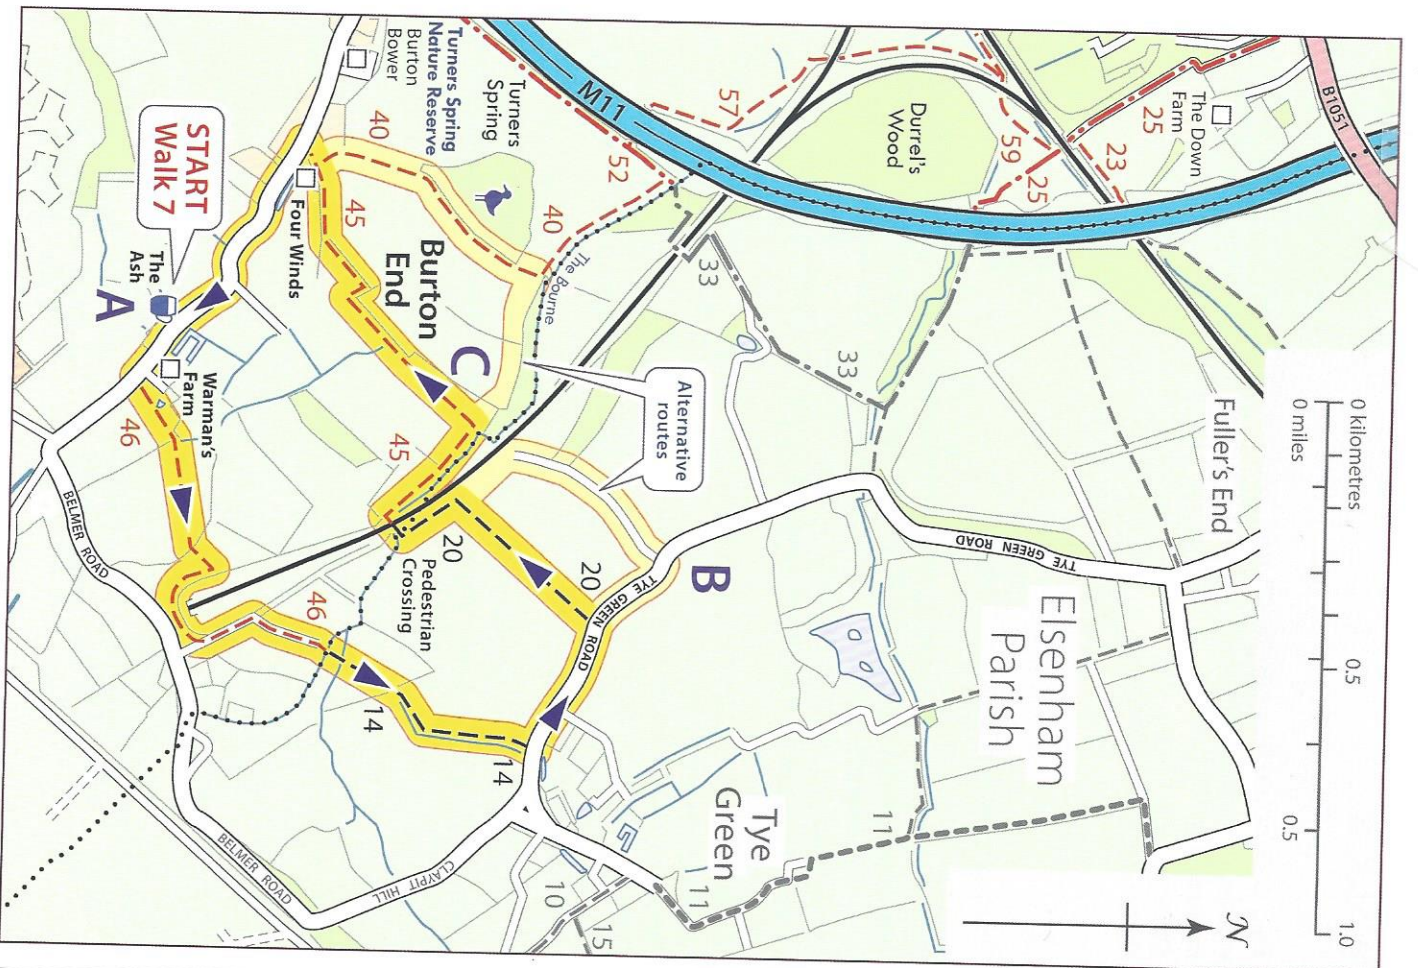 B1051
0 kilometres
0.5
1.0
0 miles
0.5
N
The Down
Farm
Fuller's End
25
23
59
25
Durrel's
Wood
57
M11
52
33
33
TYE GREEN ROAD
Elsenham
Parish
11
11
Tye
Green
10
15
B
Alternative
routes
TYE GREEN ROAD
20
20
Pedestrian
Crossing
14
14
Turners
Spring
Turners Spring
Nature Reserve
Burton
Bower
40
40
The Bourne
C
Burton
End
45
45
46
46
Four Winds
Warman's
Farm
START
Walk 7
The
Ash
A
BELMER ROAD
BELMER ROAD
CLAYPIT HILL